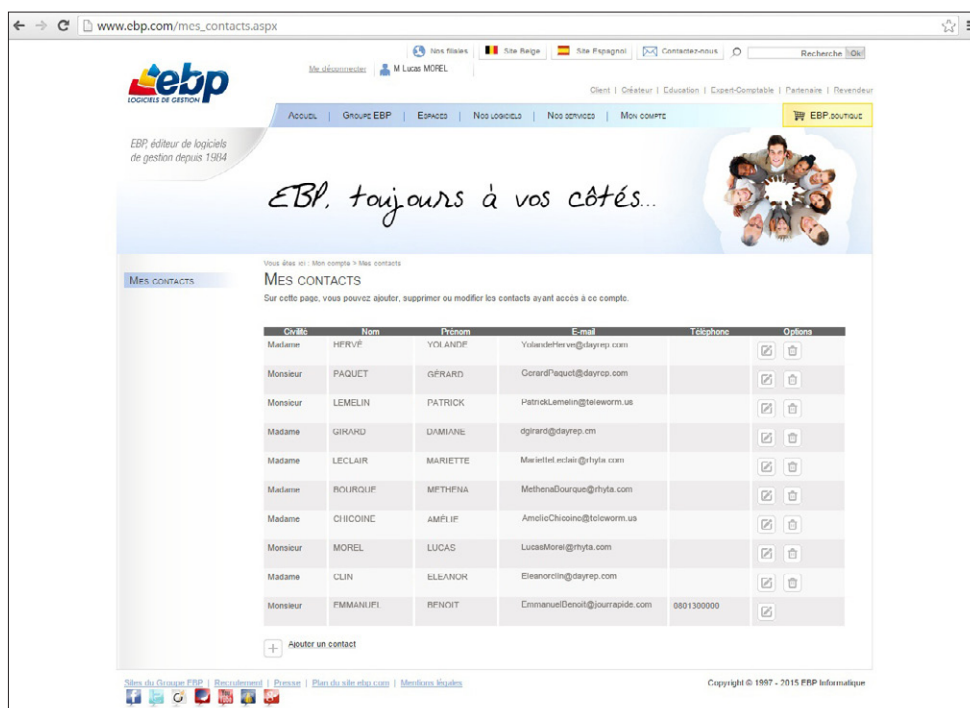 www.ebp.com/mes_contacts.aspx
Nos filiales
Site Belge
Site Espagnol
Contactez-nous
Recherche
Ok
Me déconnecter
M Lucas MOREL
ebp
LOGICIELS DE GESTION
Client | Créateur | Education | Expert-Comptable | Partenaire | Revendeur
ACCUEIL | GROUPE EBP | ESPACES | NOS LOGICIELS | NOS SERVICES | MON COMPTE
EBP.BOUTIQUE
EBP, éditeur de logiciels
de gestion depuis 1984
EBP, toujours à vos côtés...
Vous êtes ici : Mon compte > Mes contacts
MES CONTACTS
MES CONTACTS
Sur cette page, vous pouvez ajouter, supprimer ou modifier les contacts ayant accès à ce compte.
Civilité Nom Prénom E-mail Téléphone Options
Madame HERVÉ YOLANDE YolandeHerve@dayrep.com
Monsieur PAQUET GÉRARD GerardPaquet@dayrep.com
Monsieur LEMELIN PATRICK PatrickLemelin@teleworm.us
Madame GIRARD DAMIANE dgirard@dayrep.cm
Madame LECLAIR MARIETTE MarietteLeclair@rhyta.com
Madame BOURQUE METHENA MethenaBourque@rhyta.com
Madame CHICOINE AMÉLIE AmelieChicoine@teleworm.us
Monsieur MOREL LUCAS LucasMorel@rhyta.com
Madame CLIN ELEANOR Eleanorclin@dayrep.com
Monsieur EMMANUEL BENOIT EmmanuelBenoit@jourrapide.com 0801300000
Ajouter un contact
Sites du Groupe EBP | Recrutement | Presse | Plan du site ebp.com | Mentions légales
Copyright © 1997 - 2015 EBP Informatique